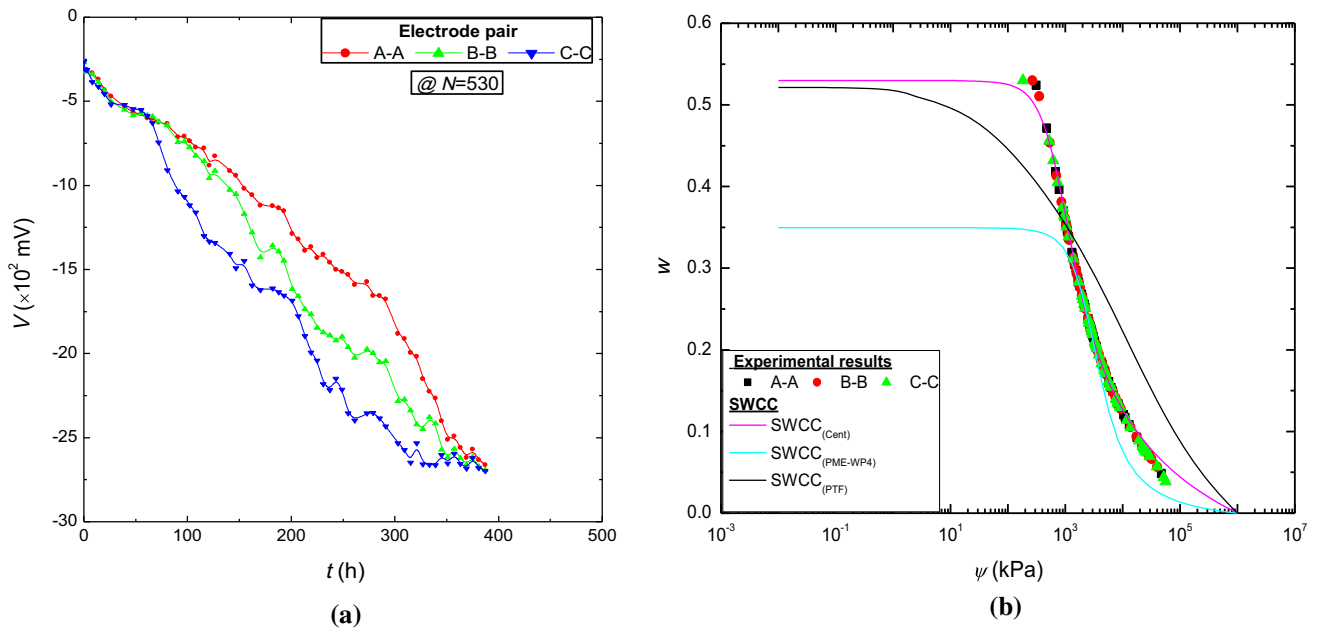 Electrode pair
A-A B-B C-C
@ N=530
0
-5
-10
-15
-20
-25
-30
V (×10² mV)
0 100 200 300 400 500
t (h)
(a)
0.6
0.5
0.4
0.3
0.2
0.1
0.0
w
Experimental results
A-A B-B C-C
SWCC
SWCC(Cent)
SWCC(PME-WP4)
SWCC(PTF)
10⁻³ 10⁻¹ 10¹ 10³ 10⁵ 10⁷
ψ (kPa)
(b)